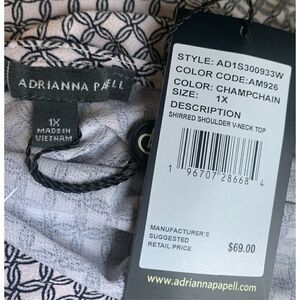 ADRIANNA PAPELL
1X
MADE IN
VIETNAM
STYLE: AD1S300933W
COLOR CODE:AM926
COLOR: CHAMPCHAIN
SIZE: 1X
DESCRIPTION
SHIRRED SHOULDER V-NECK TOP
1 96707 28668 4
MANUFACTURER'S
SUGGESTED
RETAIL PRICE
$69.00
www.adriannapapell.com